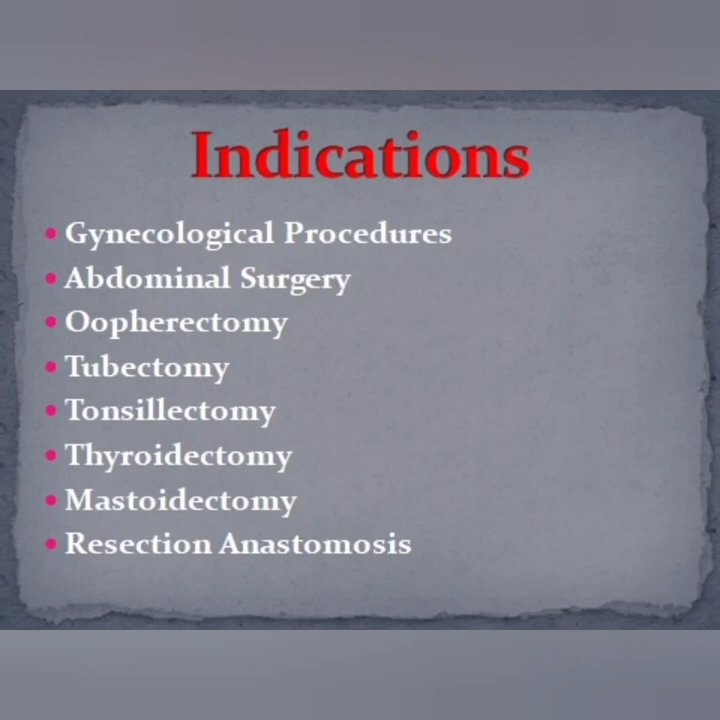 Indications
• Gynecological Procedures
• Abdominal Surgery
• Oopherectomy
• Tubectomy
• Tonsillectomy
• Thyroidectomy
• Mastoidectomy
• Resection Anastomosis